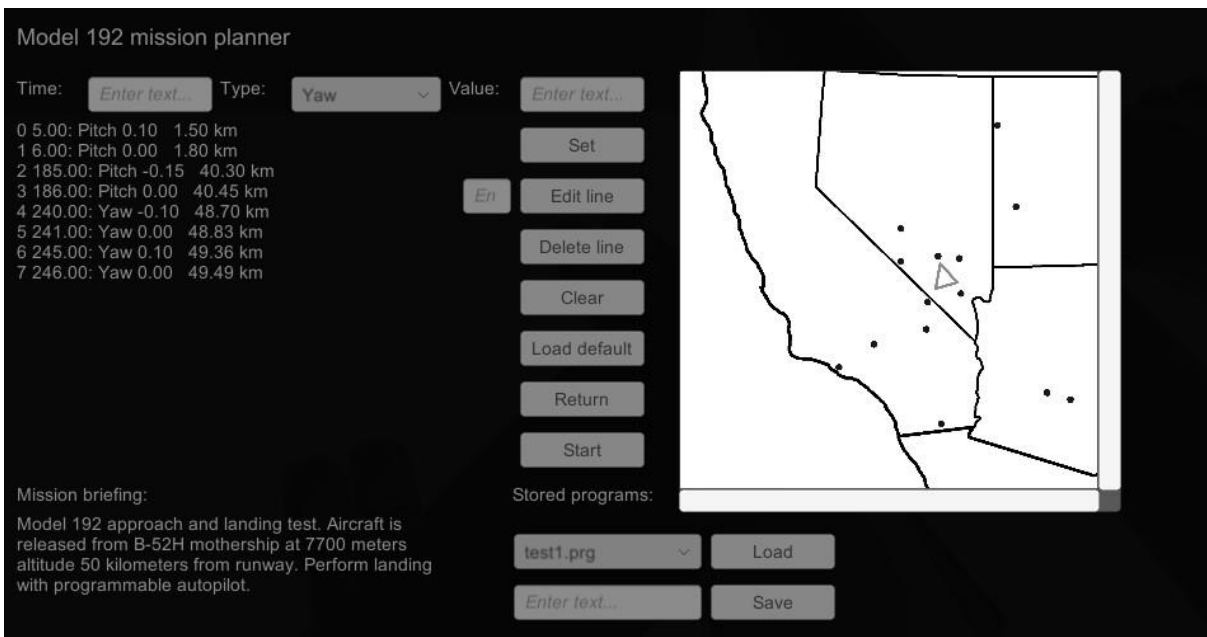 Model 192 mission planner
Time: Enter text... Type: Yaw Value: Enter text...
0 5.00: Pitch 0.10 1.50 km
1 6.00: Pitch 0.00 1.80 km
2 185.00: Pitch -0.15 40.30 km
3 186.00: Pitch 0.00 40.45 km
4 240.00: Yaw -0.10 48.70 km
5 241.00: Yaw 0.00 48.83 km
6 245.00: Yaw 0.10 49.36 km
7 246.00: Yaw 0.00 49.49 km
Set
En Edit line
Delete line
Clear
Load default
Return
Start
Mission briefing:
Model 192 approach and landing test. Aircraft is
released from B-52H mothership at 7700 meters
altitude 50 kilometers from runway. Perform landing
with programmable autopilot.
Stored programs:
test1.prg Load
Enter text... Save